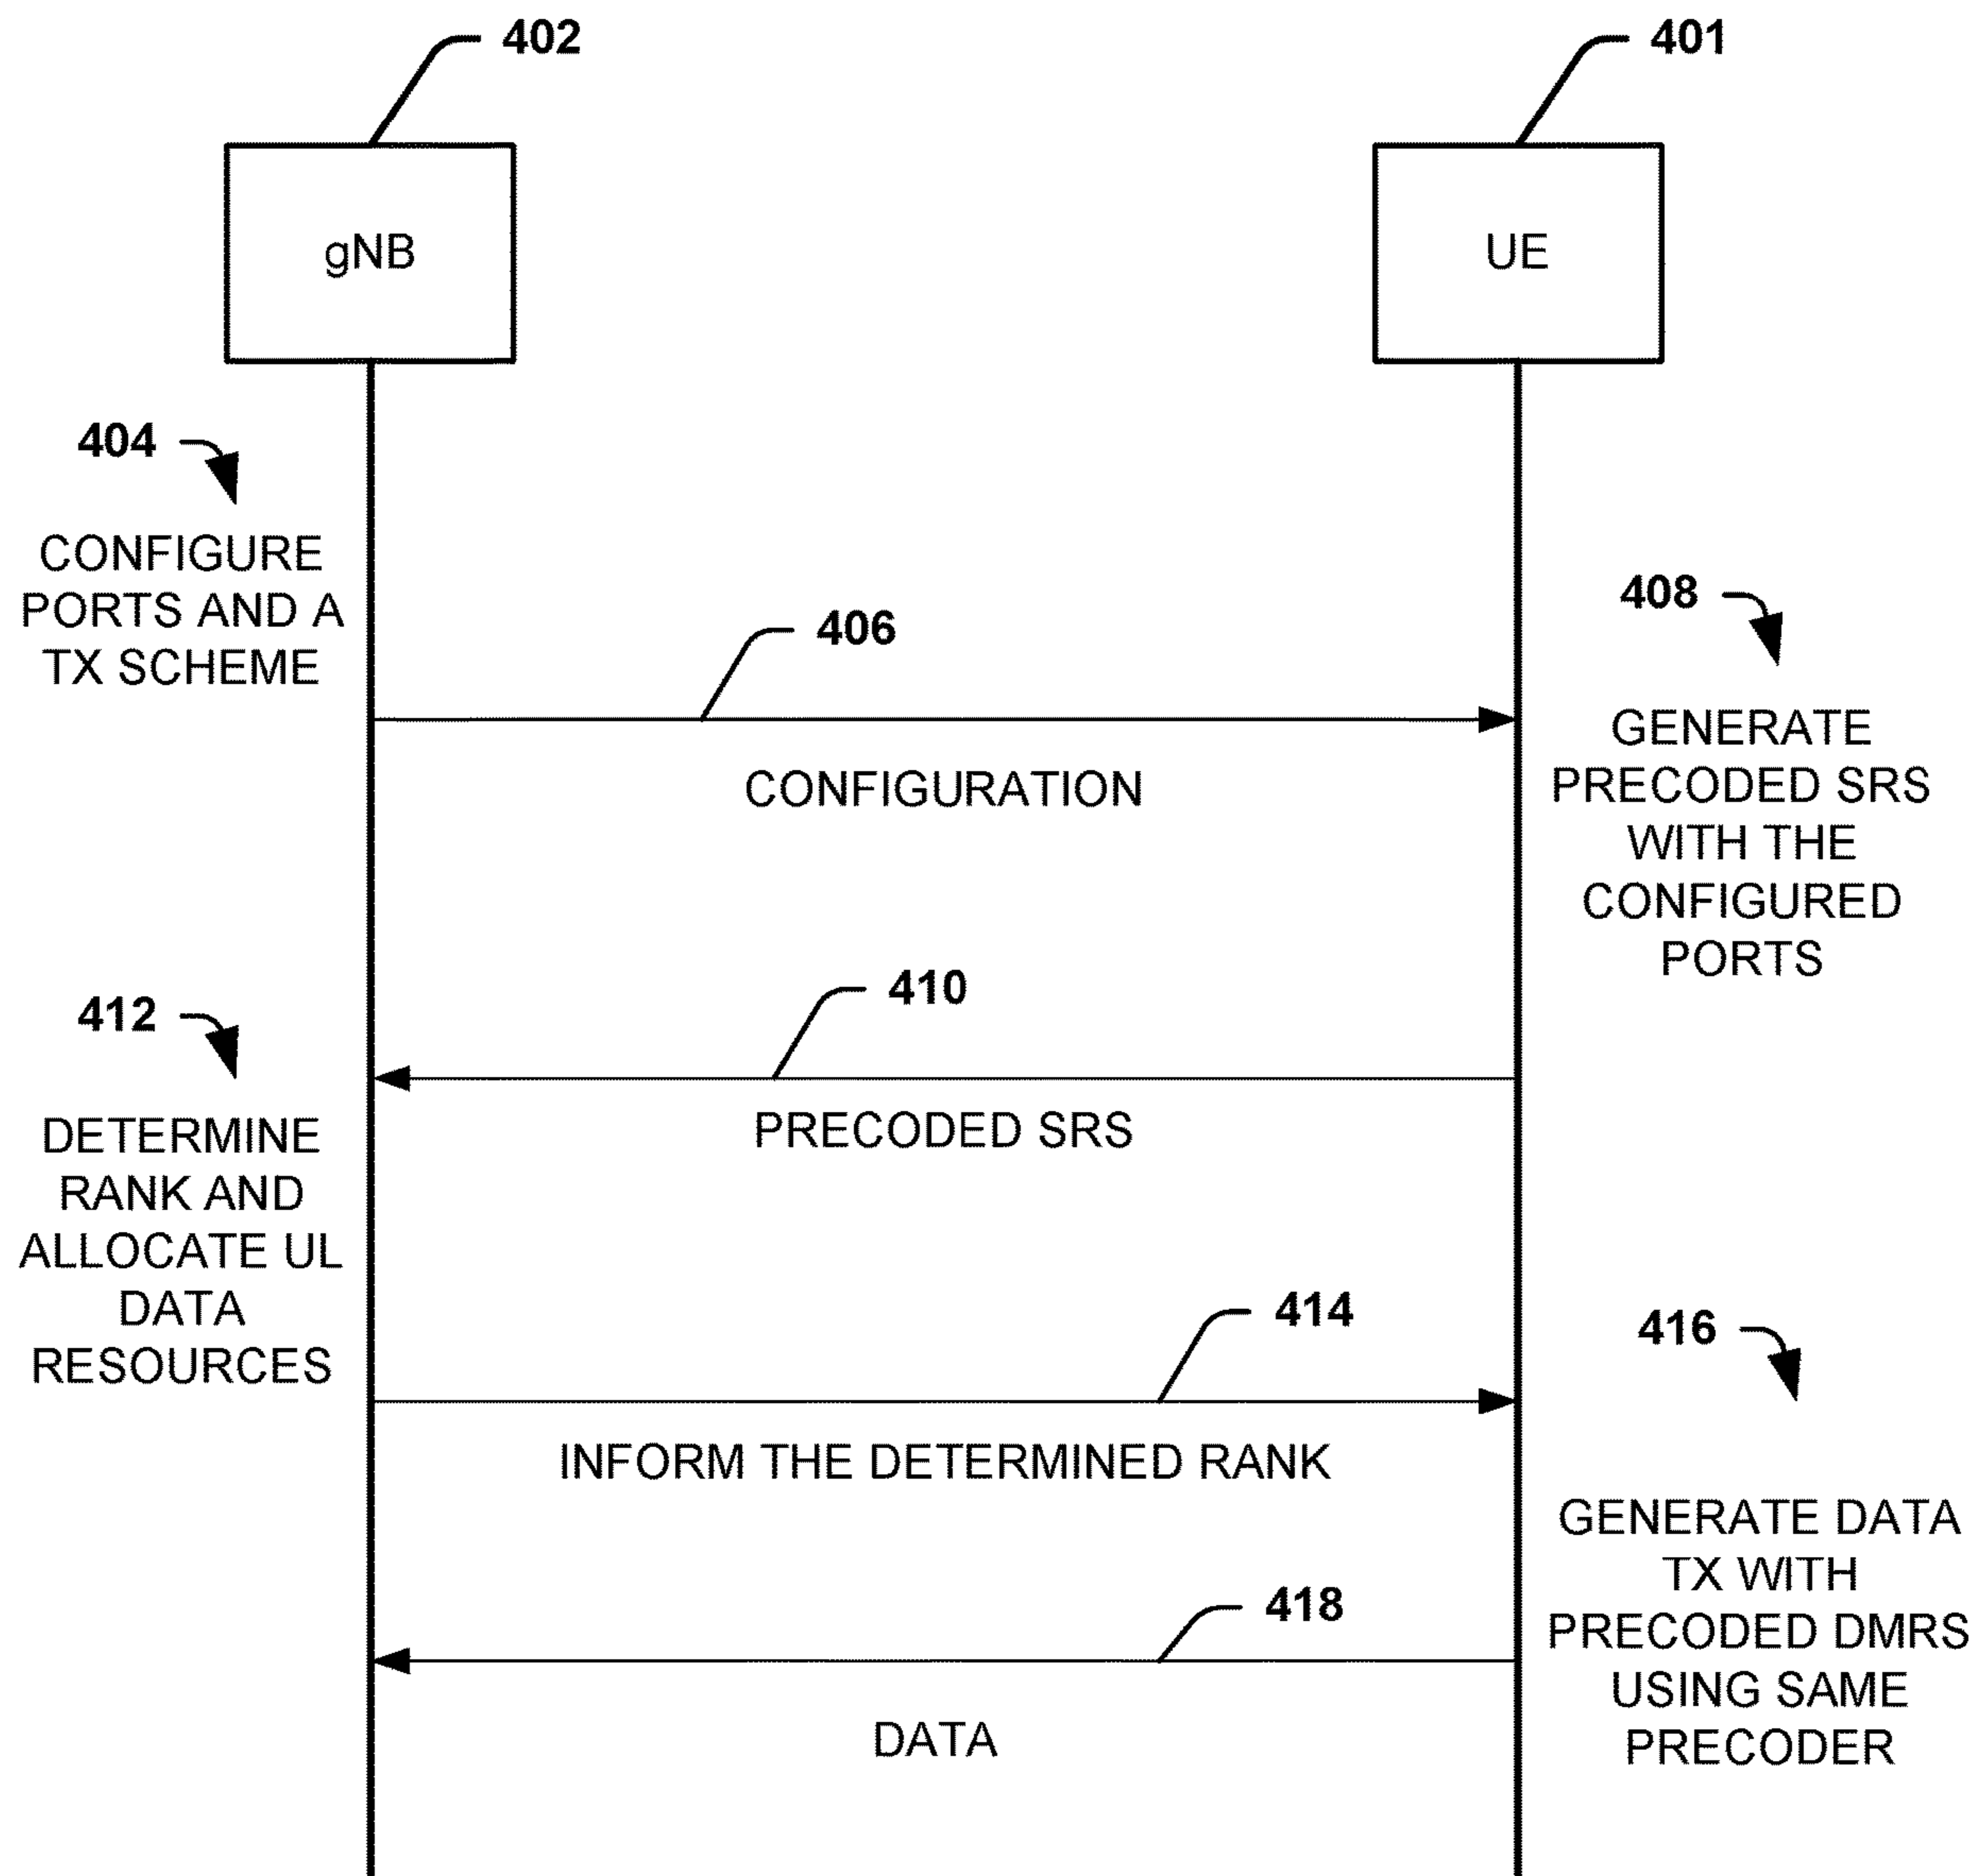 402
401
gNB
UE
404
CONFIGURE
PORTS AND A
TX SCHEME
406
CONFIGURATION
408
GENERATE
PRECODED SRS
WITH THE
CONFIGURED
PORTS
410
PRECODED SRS
412
DETERMINE
RANK AND
ALLOCATE UL
DATA
RESOURCES
414
INFORM THE DETERMINED RANK
416
GENERATE DATA
TX WITH
PRECODED DMRS
USING SAME
PRECODER
418
DATA